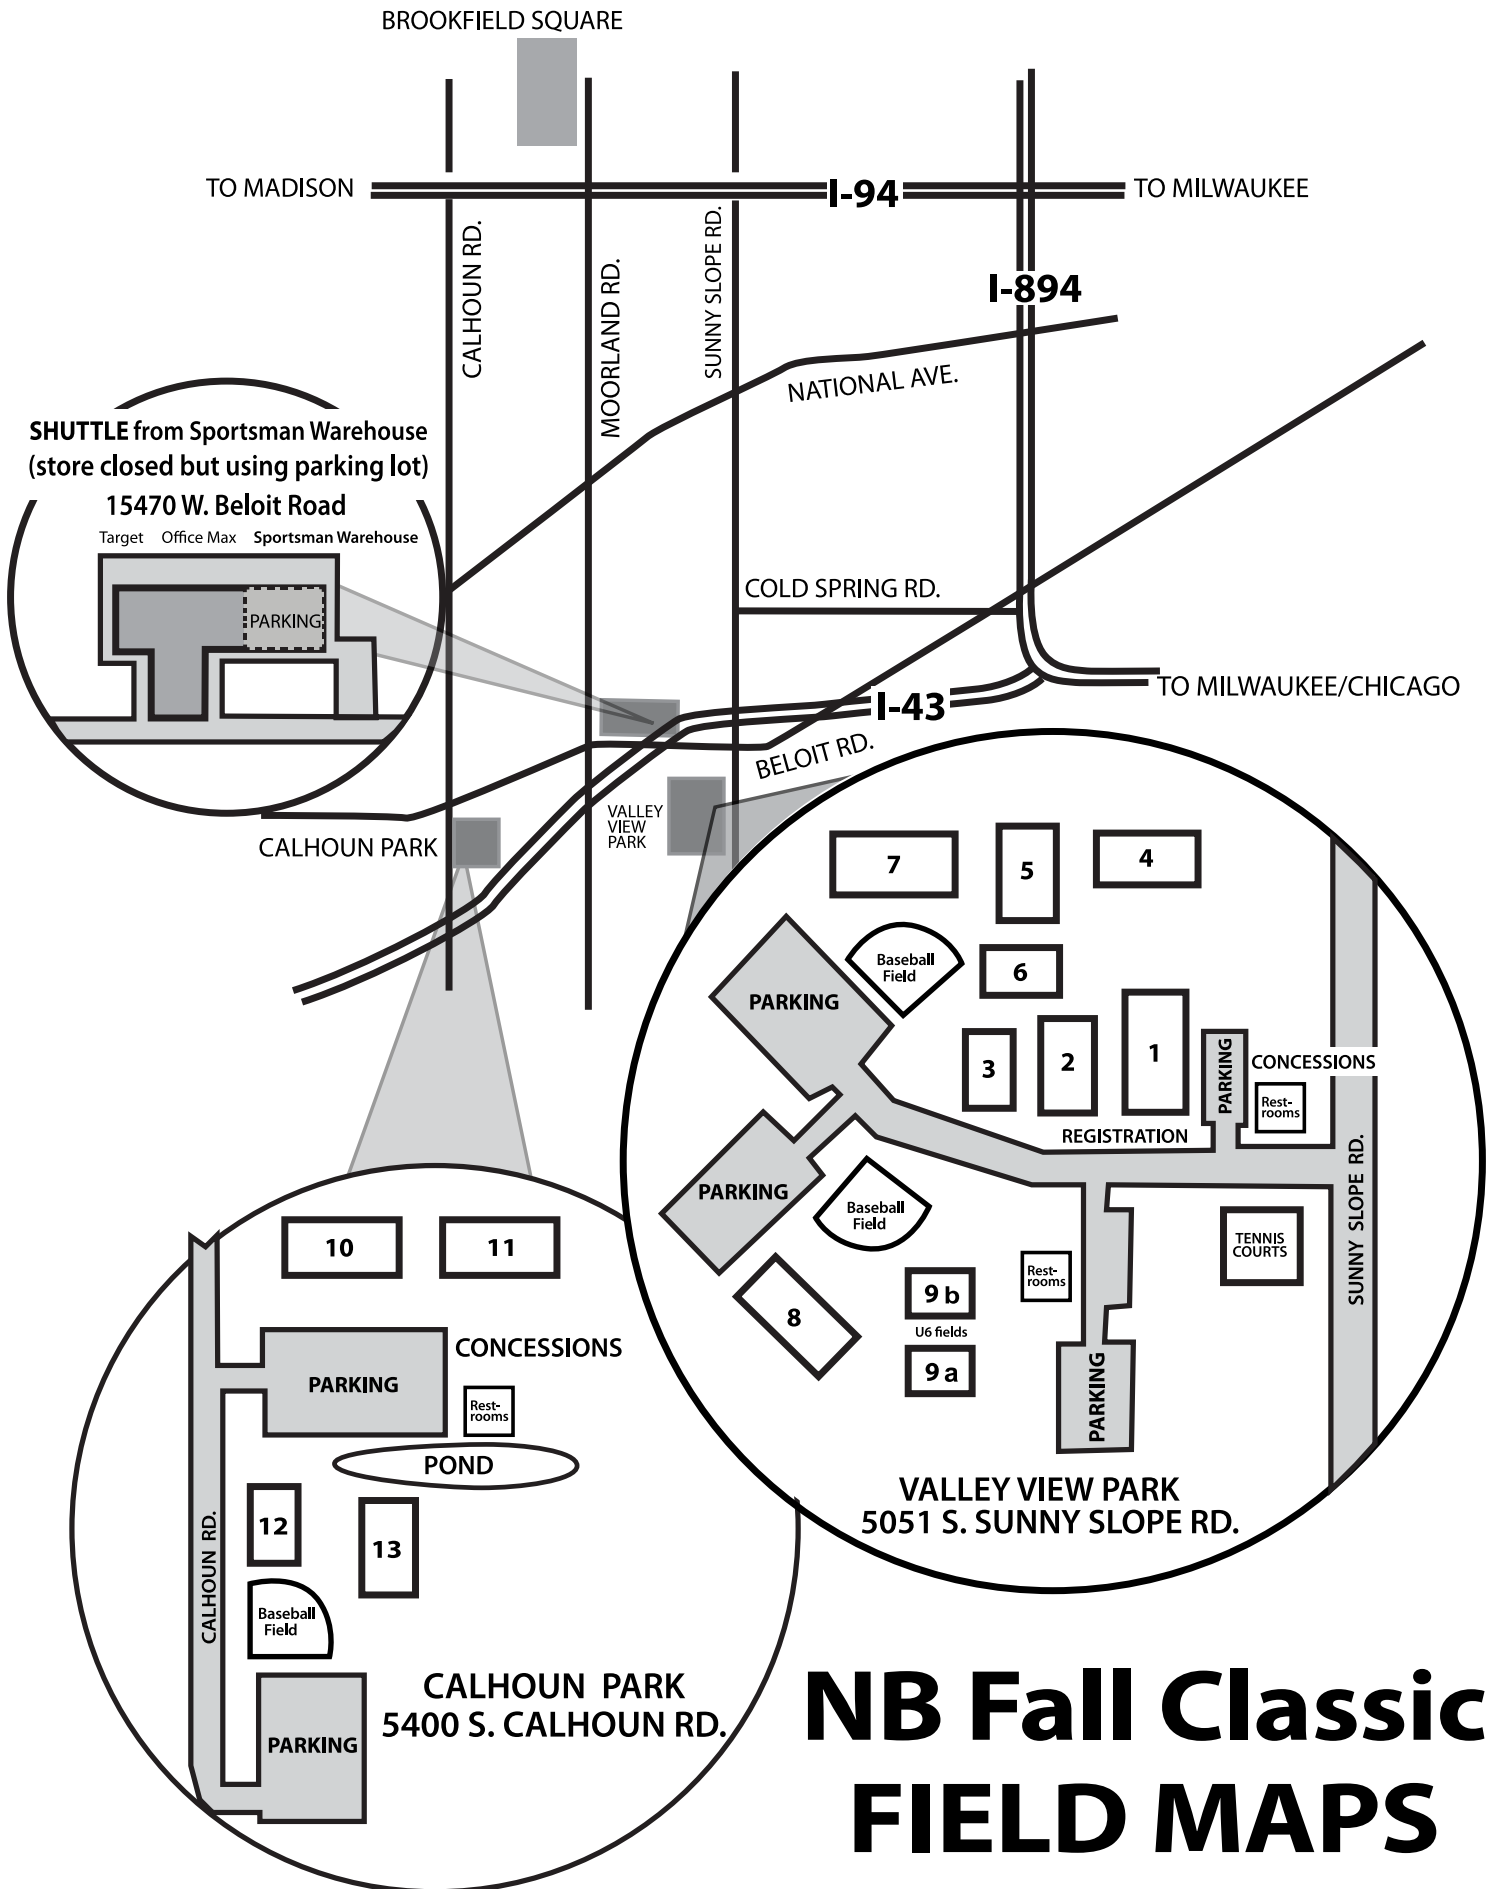 BROOKFIELD SQUARE
TO MADISON
I-94
TO MILWAUKEE
CALHOUN RD.
MOORLAND RD.
SUNNY SLOPE RD.
I-894
NATIONAL AVE.
SHUTTLE from Sportsman Warehouse
(store closed but using parking lot)
15470 W. Beloit Road
Target Office Max Sportsman Warehouse
PARKING
COLD SPRING RD.
I-43
TO MILWAUKEE/CHICAGO
BELOIT RD.
VALLEY
VIEW
PARK
CALHOUN PARK
7
5
4
Baseball
Field
6
PARKING
3
2
1
PARKING
CONCESSIONS
Rest-
rooms
REGISTRATION
SUNNY SLOPE RD.
PARKING
Baseball
Field
TENNIS
COURTS
Rest-
rooms
8
9 b
U6 fields
9 a
PARKING
VALLEY VIEW PARK
5051 S. SUNNY SLOPE RD.
10
11
CONCESSIONS
PARKING
Rest-
rooms
POND
CALHOUN RD.
12
13
Baseball
Field
CALHOUN PARK
5400 S. CALHOUN RD.
PARKING
NB Fall Classic
FIELD MAPS